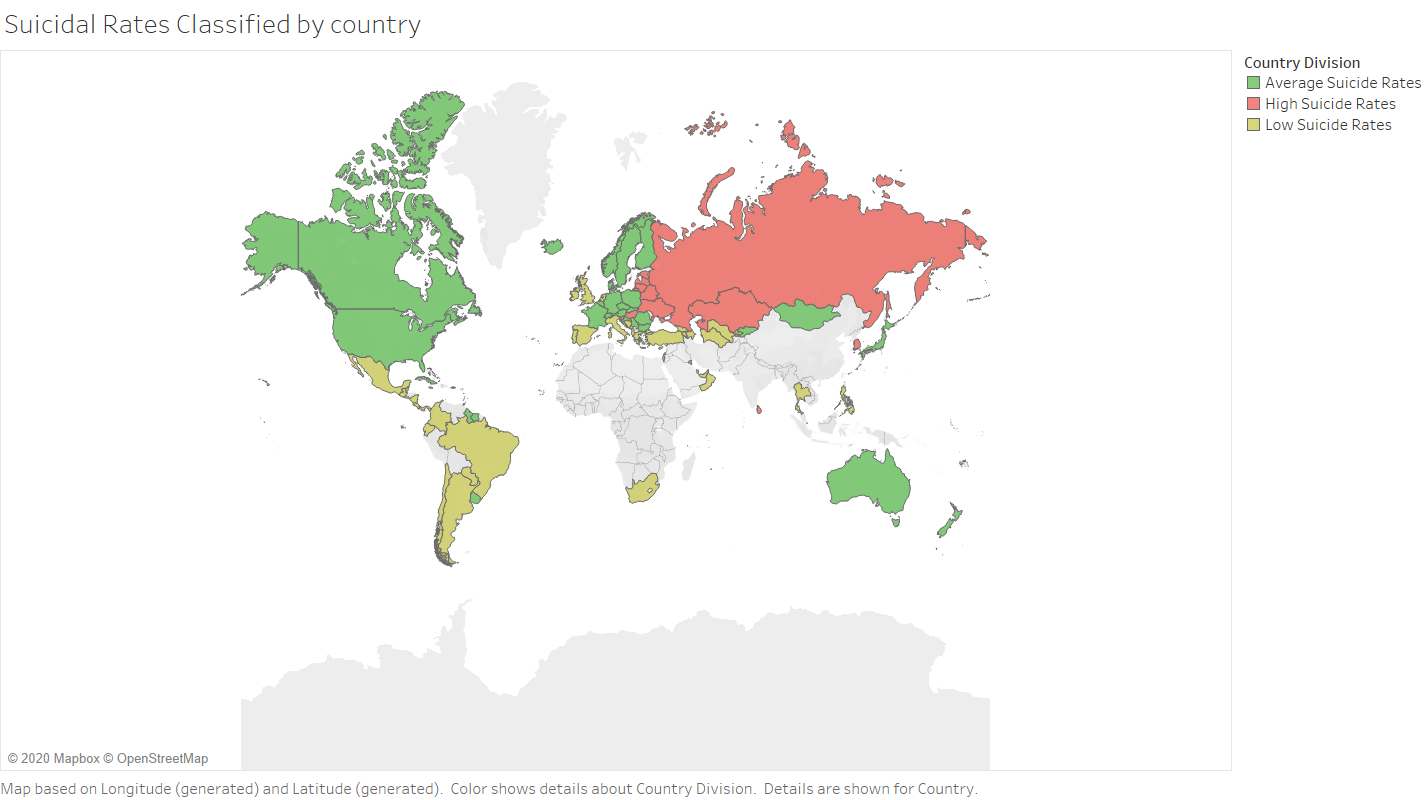 Suicidal Rates Classified by country
Country Division
Average Suicide Rates
High Suicide Rates
Low Suicide Rates
© 2020 Mapbox © OpenStreetMap
Map based on Longitude (generated) and Latitude (generated).  Color shows details about Country Division.  Details are shown for Country.